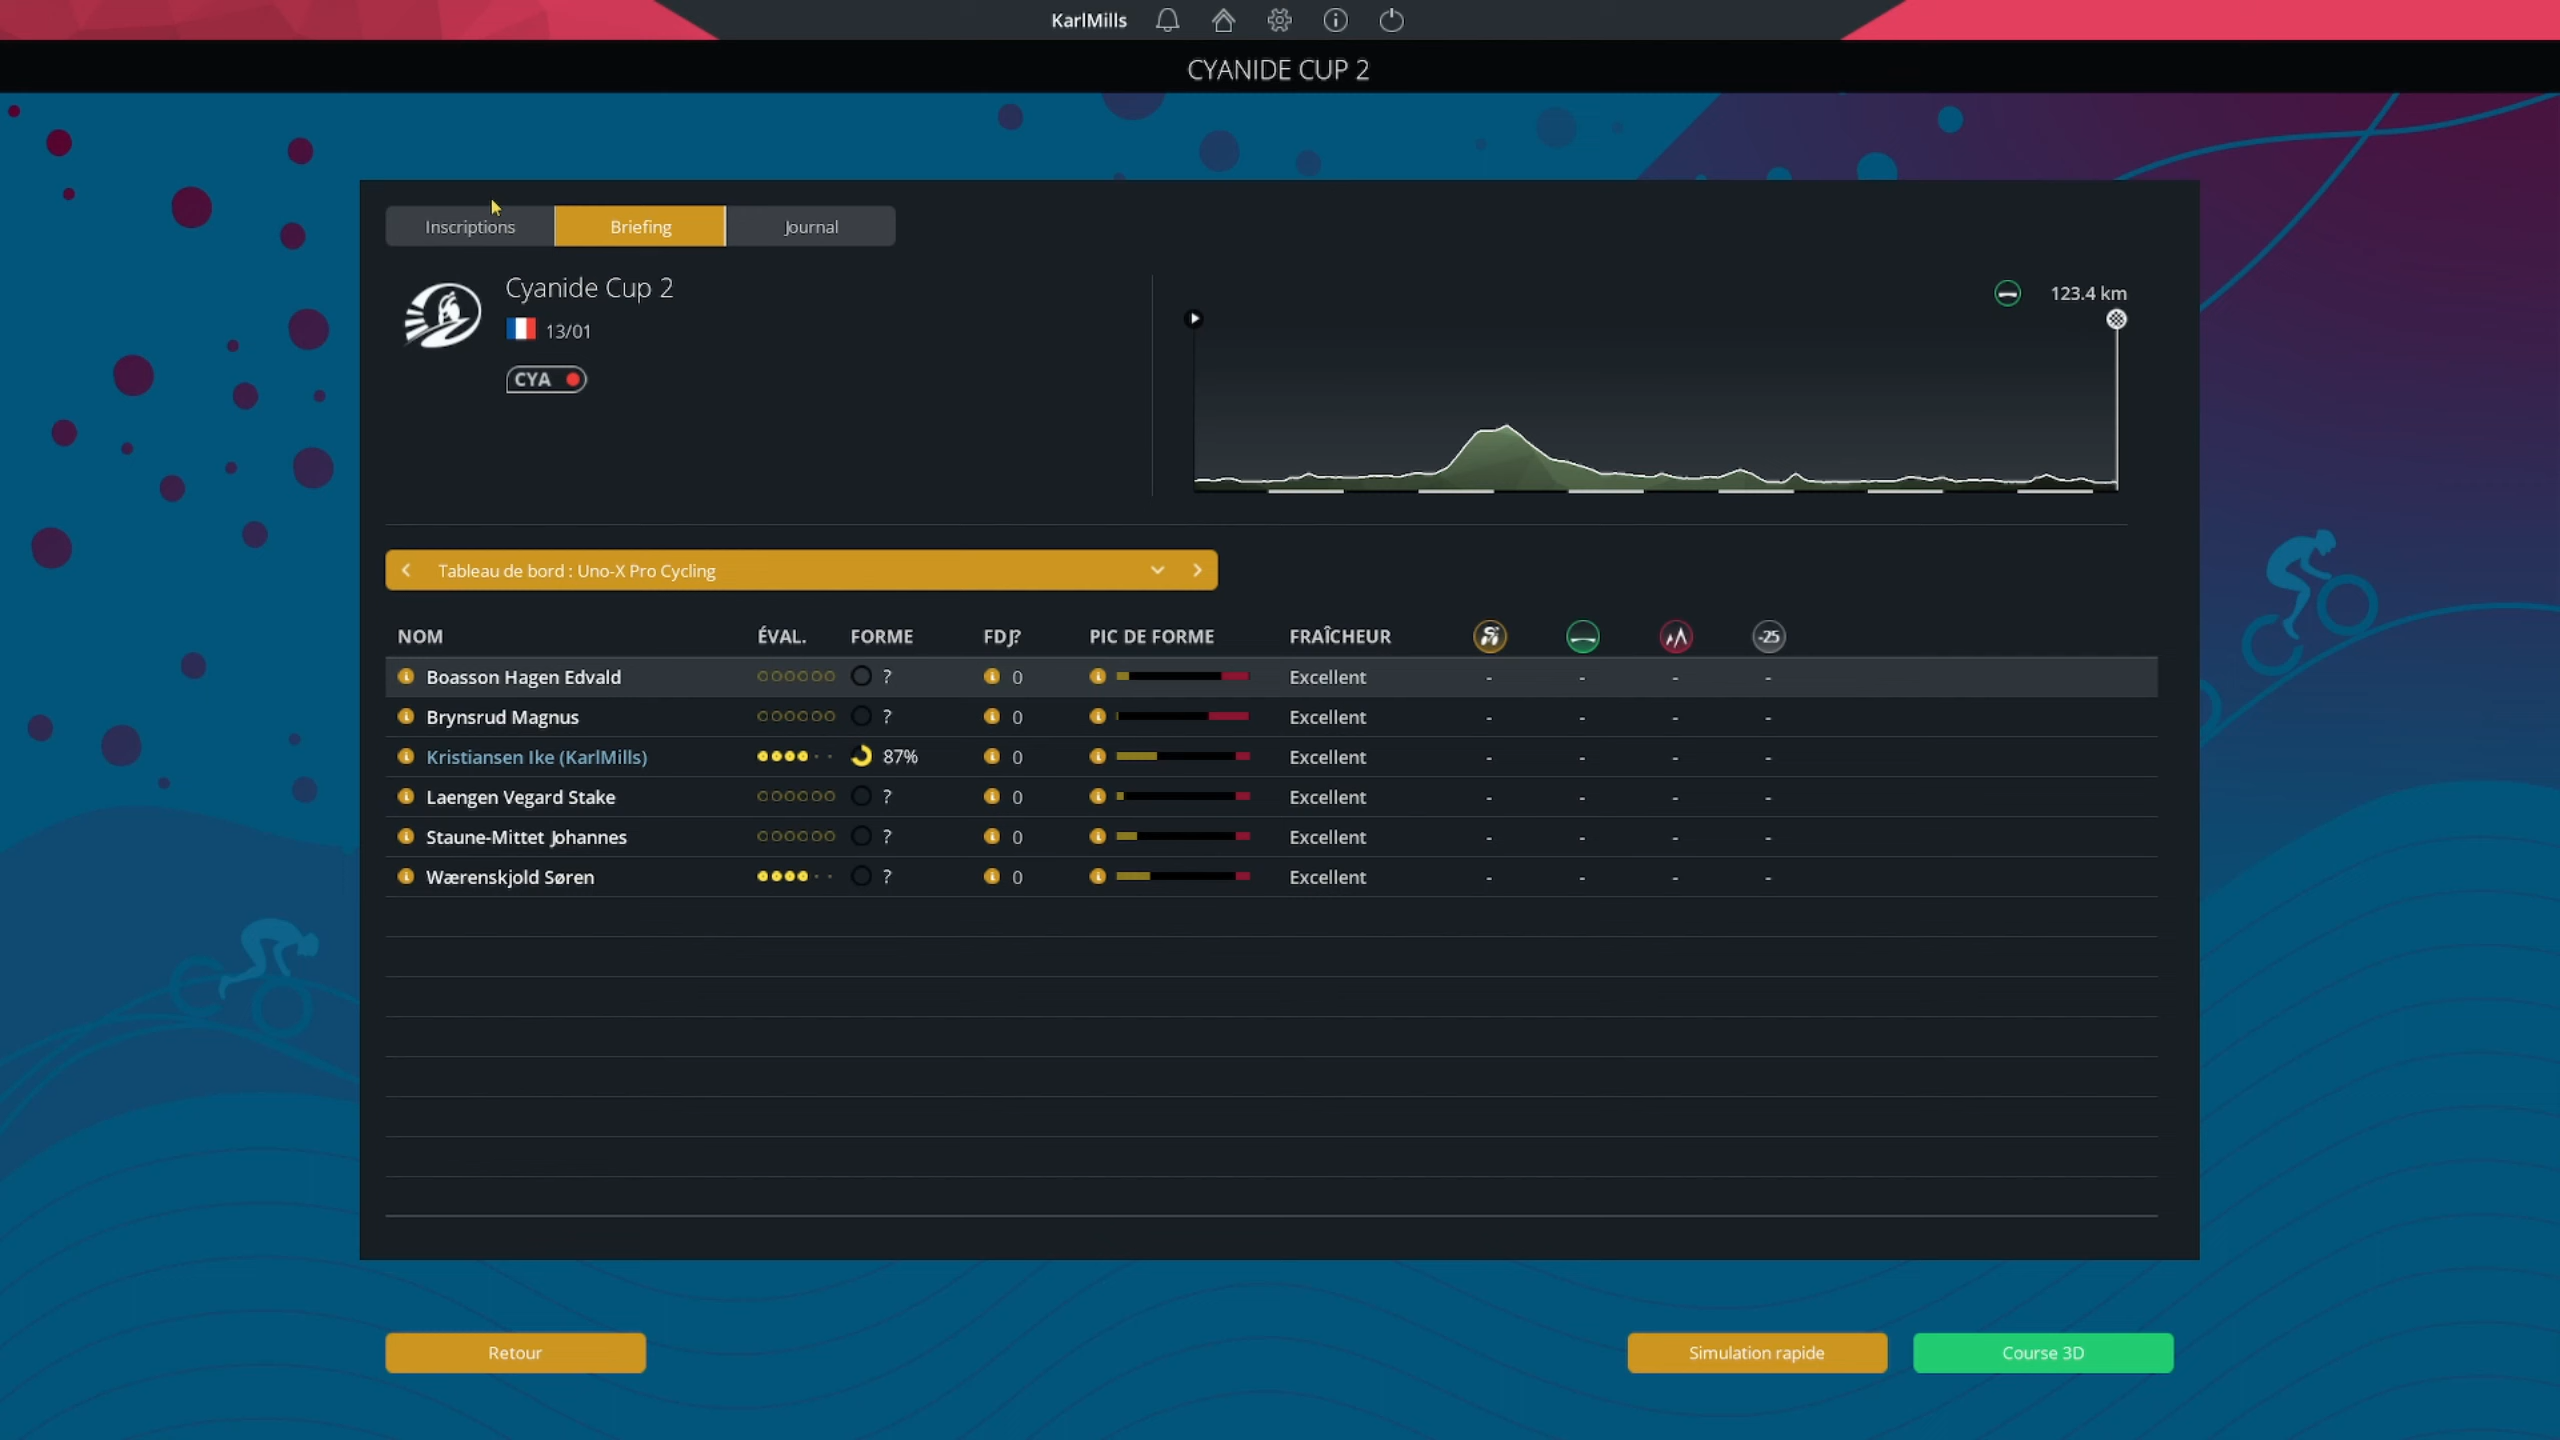 KarlMills
CYANIDE CUP 2
Inscriptions Briefing Journal
Cyanide Cup 2
13/01
CYA
123.4 km
Tableau de bord : Uno-X Pro Cycling
NOM ÉVAL. FORME FDJ? PIC DE FORME FRAÎCHEUR -25
Boasson Hagen Edvald ? 0 Excellent - - - -
Brynsrud Magnus ? 0 Excellent - - - -
Kristiansen Ike (KarlMills) 87% 0 Excellent - - - -
Laengen Vegard Stake ? 0 Excellent - - - -
Staune-Mittet Johannes ? 0 Excellent - - - -
Wærenskjold Søren ? 0 Excellent - - - -
Retour Simulation rapide Course 3D